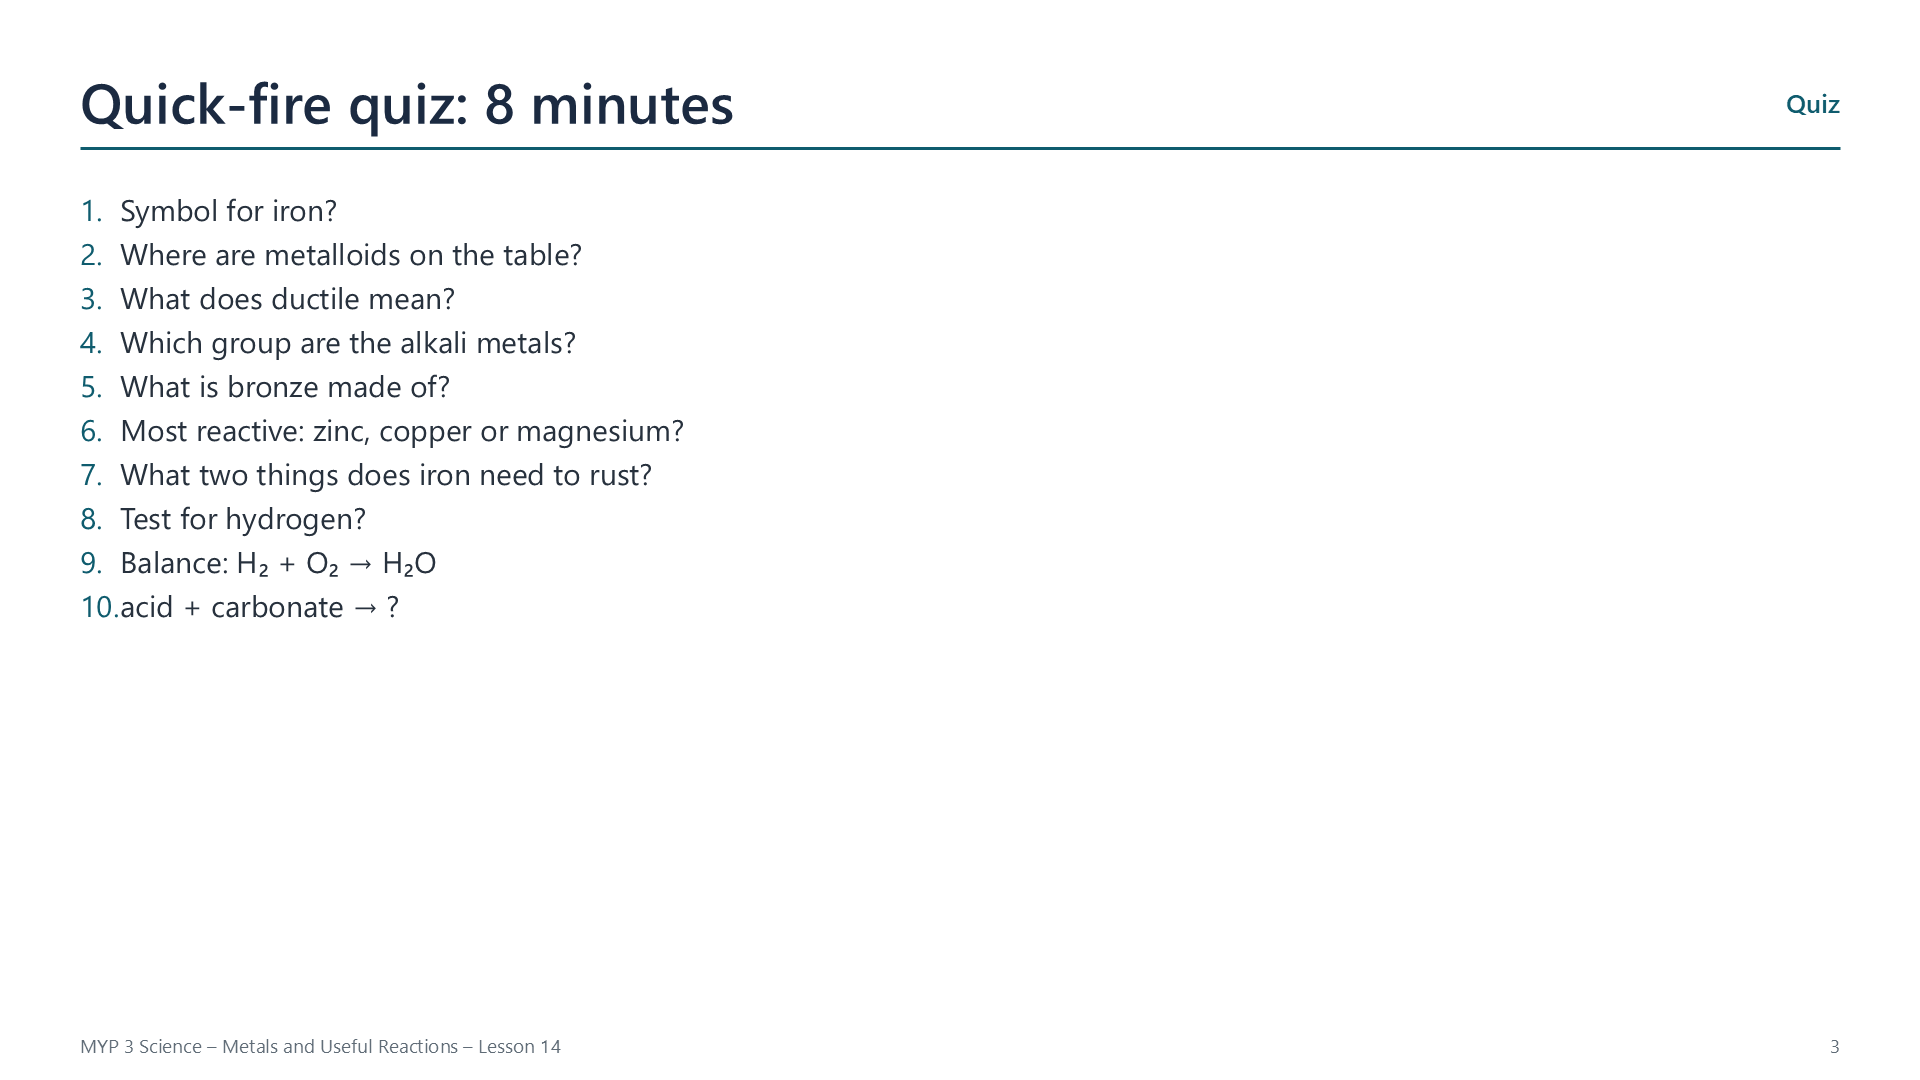 Quick-fire quiz: 8 minutes
Quiz
1. Symbol for iron?
2. Where are metalloids on the table?
3. What does ductile mean?
4. Which group are the alkali metals?
5. What is bronze made of?
6. Most reactive: zinc, copper or magnesium?
7. What two things does iron need to rust?
8. Test for hydrogen?
9. Balance: H₂ + O₂ → H₂O
10. acid + carbonate → ?
MYP 3 Science – Metals and Useful Reactions – Lesson 14
3